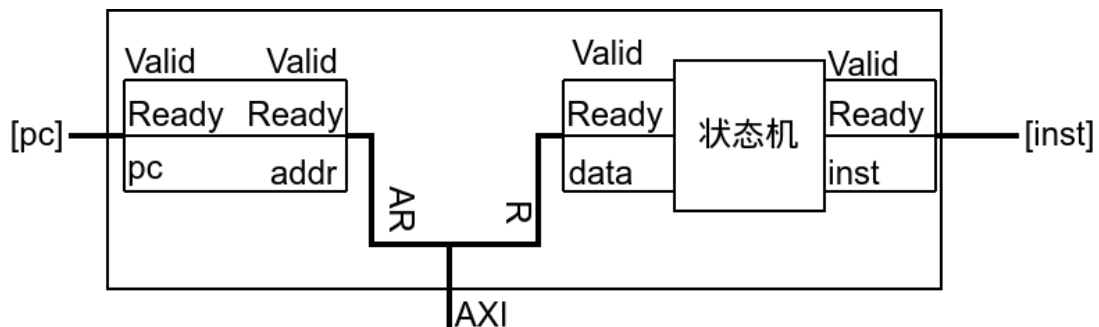 Valid
Valid
Valid
Valid
[pc]
Ready
Ready
Ready
状态机
Ready
[inst]
pc
addr
data
inst
AR
R
AXI